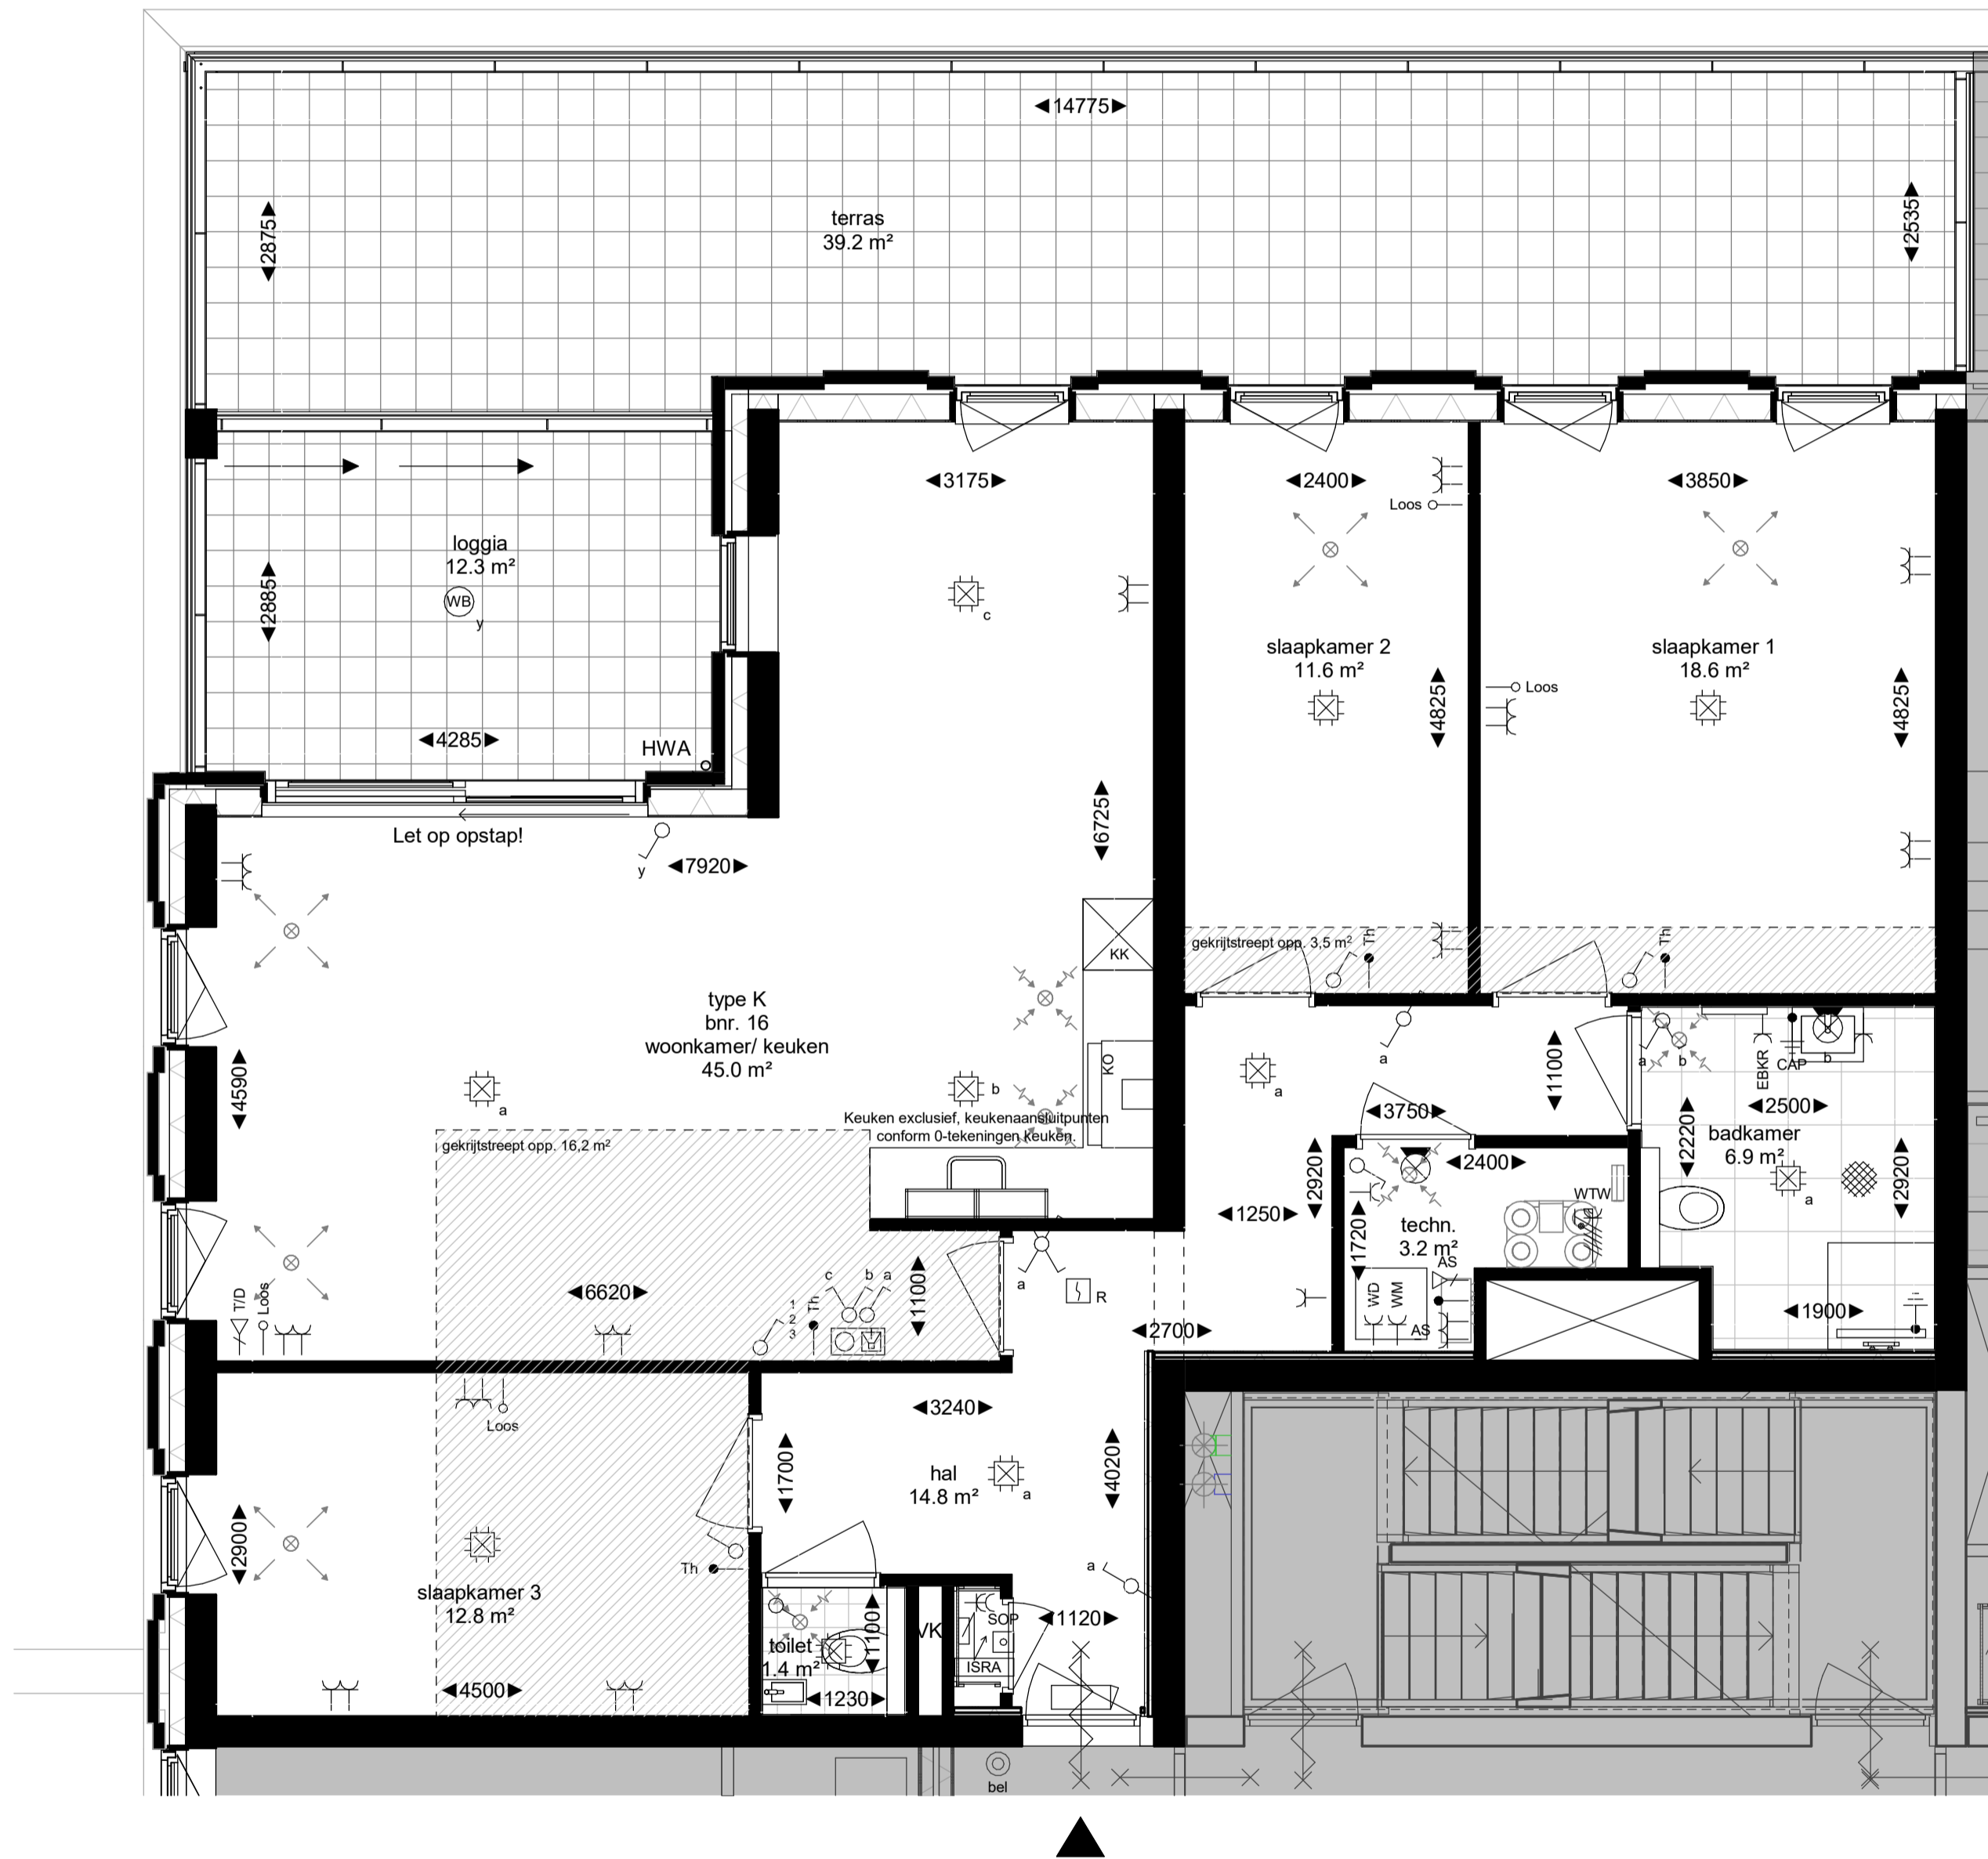 14775
2875
terras
39.2 m²
2535
3175
2400
3850
Loos
loggia
12.3 m²
WB
y
2885
c
slaapkamer 2
11.6 m²
slaapkamer 1
18.6 m²
Loos
4825
4825
4285
HWA
6725
Let op opstap!
y
7920
gekrijtstreept opp. 3,5 m²
Th
Th
KK
type K
bnr. 16
woonkamer/ keuken
45.0 m²
a
a
1100
a
b
EBKR
CAP
b
KO
4590
a
b
3750
2500
2220
badkamer
6.9 m²
Keuken exclusief, keukenaansluitpunten
conform 0-tekeningen keuken.
gekrijtstreept opp. 16,2 m²
2400
2920
2920
WTW
a
1250
1720
techn.
3.2 m²
AS
WD
WM
AS
1900
T/D
Loos
6620
c
b
a
1
2
3
Th
1100
a
R
2700
Loos
3240
1700
hal
14.8 m²
a
4020
2900
Th
a
slaapkamer 3
12.8 m²
toilet
1.4 m²
1100
VK
SOP
1120
ISRA
4500
1230
bel